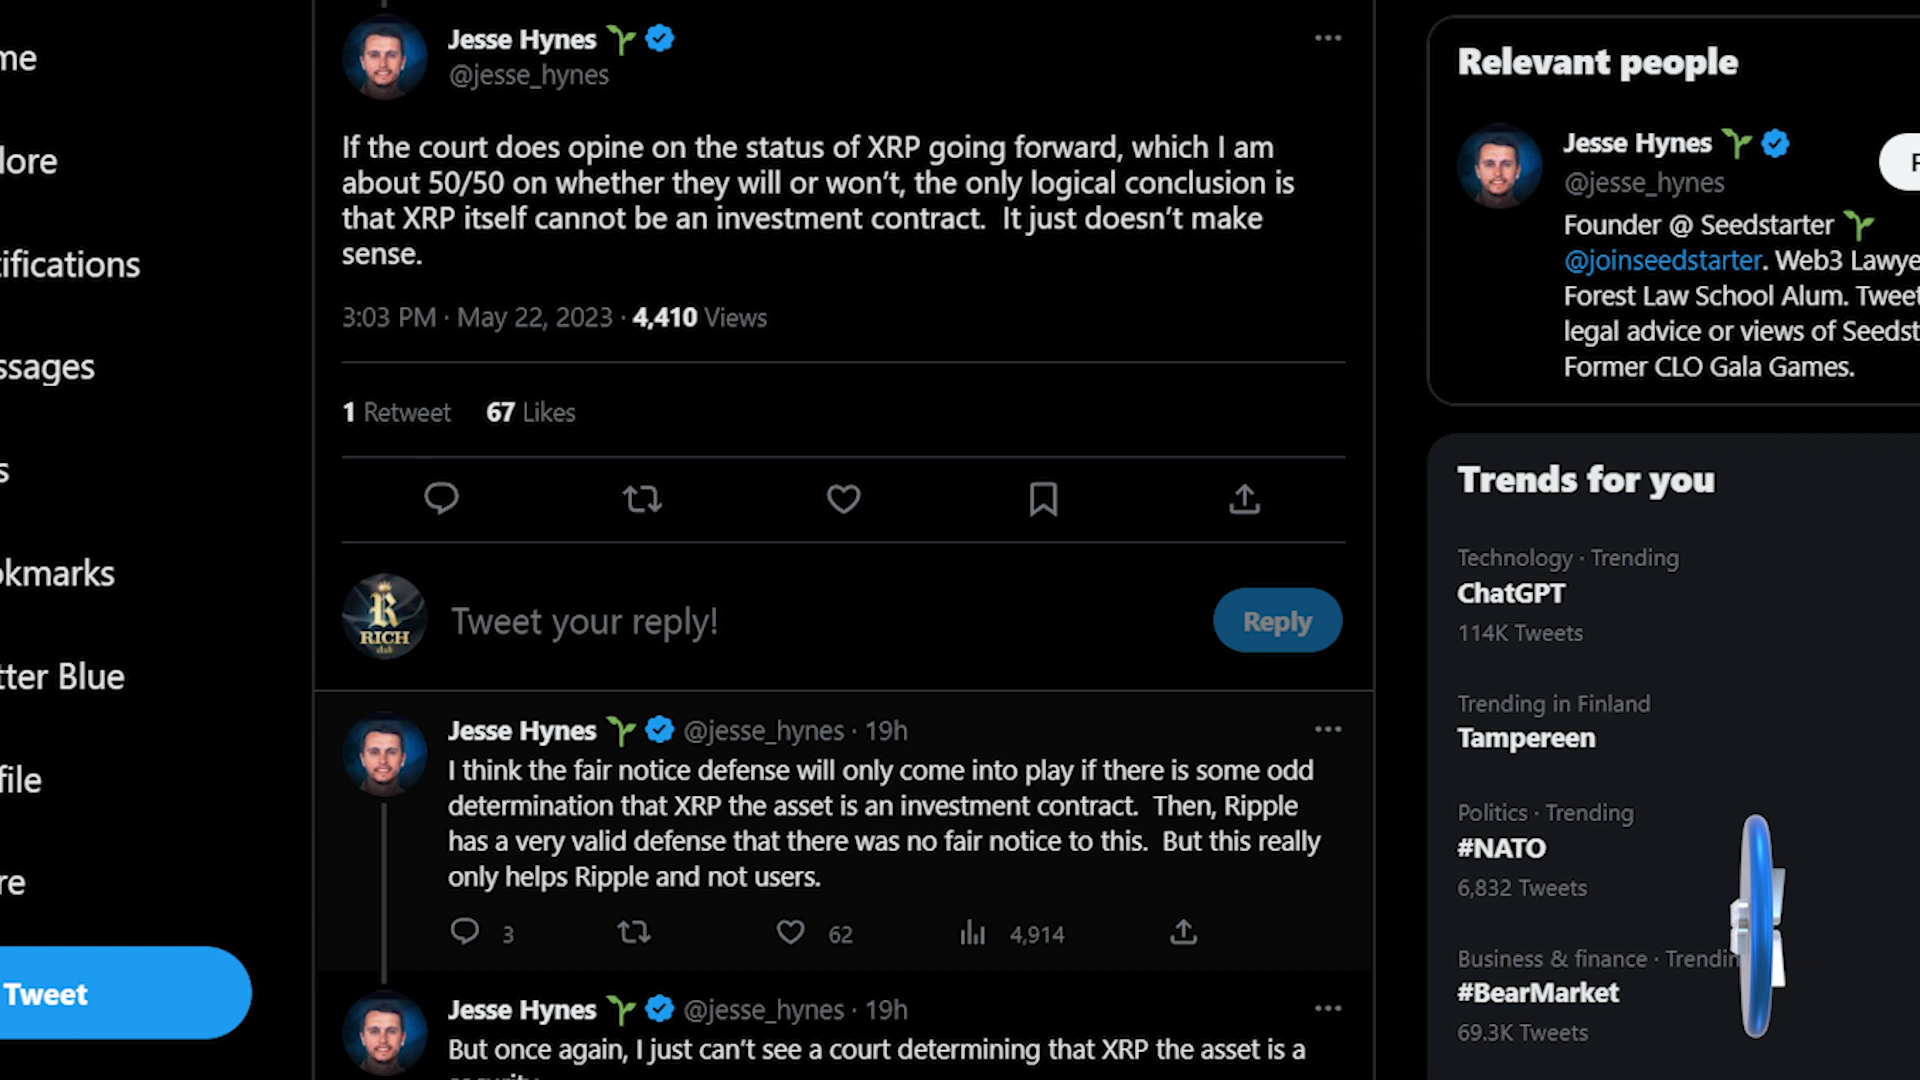 me
lore
tifications
ssages
s
okmarks
tter Blue
file
re
Tweet
Jesse Hynes
@jesse_hynes
If the court does opine on the status of XRP going forward, which I am
about 50/50 on whether they will or won't, the only logical conclusion is
that XRP itself cannot be an investment contract.  It just doesn't make
sense.
3:03 PM · May 22, 2023 · 4,410 Views
1 Retweet 67 Likes
RICH
club
Tweet your reply!
Reply
Jesse Hynes @jesse_hynes · 19h
I think the fair notice defense will only come into play if there is some odd
determination that XRP the asset is an investment contract.  Then, Ripple
has a very valid defense that there was no fair notice to this.  But this really
only helps Ripple and not users.
3 62 4,914
Jesse Hynes @jesse_hynes · 19h
But once again, I just can't see a court determining that XRP the asset is a
security
Relevant people
Jesse Hynes
@jesse_hynes
F
Founder @ Seedstarter
@joinseedstarter. Web3 Lawye
Forest Law School Alum. Tweet
legal advice or views of Seedst
Former CLO Gala Games.
Trends for you
Technology · Trending
ChatGPT
114K Tweets
Trending in Finland
Tampereen
Politics · Trending
#NATO
6,832 Tweets
Business & finance · Trendin
#BearMarket
69.3K Tweets